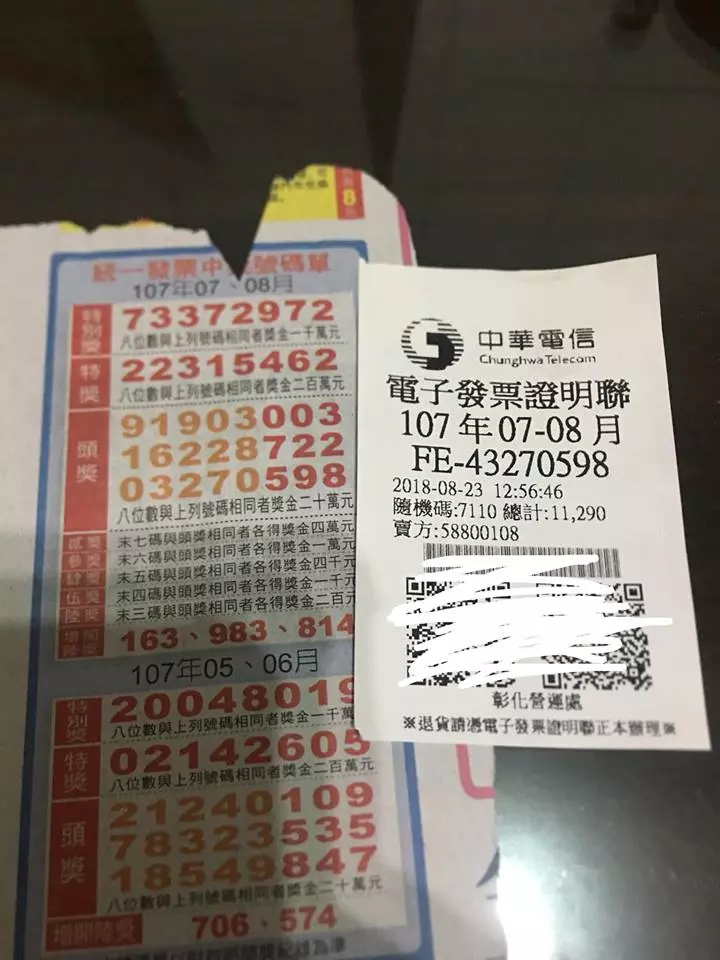 8
統一發票中獎號碼單
107年07、08月
特別獎
73372972
八位數與上列號碼相同者獎金一千萬元
特獎
22315462
八位數與上列號碼相同者獎金二百萬元
頭獎
91903003
16228722
03270598
八位數與上列號碼相同者獎金二十萬元
貳獎 末七碼與頭獎相同者各得獎金四萬元
參獎 末六碼與頭獎相同者各得獎金一萬元
肆獎 末五碼與頭獎相同者各得獎金四千元
伍獎 末四碼與頭獎相同者各得獎金一千元
陸獎 末三碼與頭獎相同者各得獎金二百元
增開陸獎 163、983、814
107年05、06月
特別獎
20048019
八位數與上列號碼相同者獎金一千萬
特獎
02142605
八位數與上列號碼相同者獎金二百萬元
頭獎
21240109
78323535
18549847
八位數與上列號碼相同者獎金二十萬元
增開陸獎 706、574
中華電信
Chunghwa Telecom
電子發票證明聯
107年07-08月
FE-43270598
2018-08-23 12:56:46
隨機碼:7110 總計:11,290
賣方:58800108
彰化營運處
※退貨請憑電子發票證明聯正本辦理※